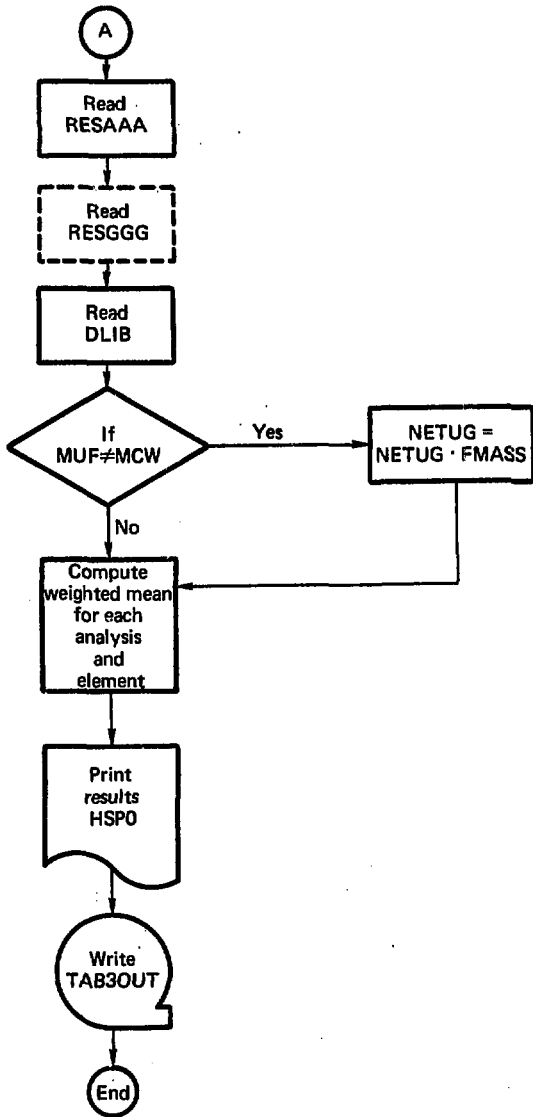 A
Read
RESAAA
Read
RESGGG
Read
DLIB
If
MUF≠MCW
Yes
NETUG =
NETUG · FMASS
No
Compute
weighted mean
for each
analysis
and
element
Print
results
HSP0
Write
TAB3OUT
End